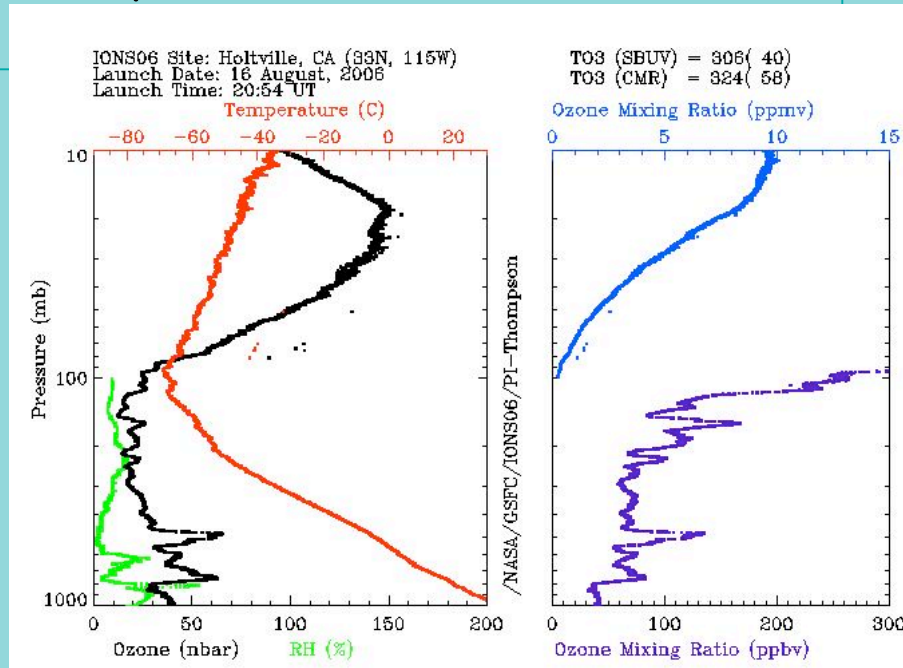 IONS06 Site: Holtville, CA (33N, 115W)
Launch Date: 16 August, 2006
Launch Time: 20:54 UT
TO3 (SBUV) = 306( 40)
TO3 (CMR) = 324( 58)
Temperature (C)
-80 -60 -40 -20 0 20
Ozone Mixing Ratio (ppmv)
0 5 10 15
10
100
1000
Pressure (mb)
0 50 100 150 200
Ozone (nbar) RH (%)
/NASA/GSFC/IONS06/PI-Thompson
0 100 200 300
Ozone Mixing Ratio (ppbv)